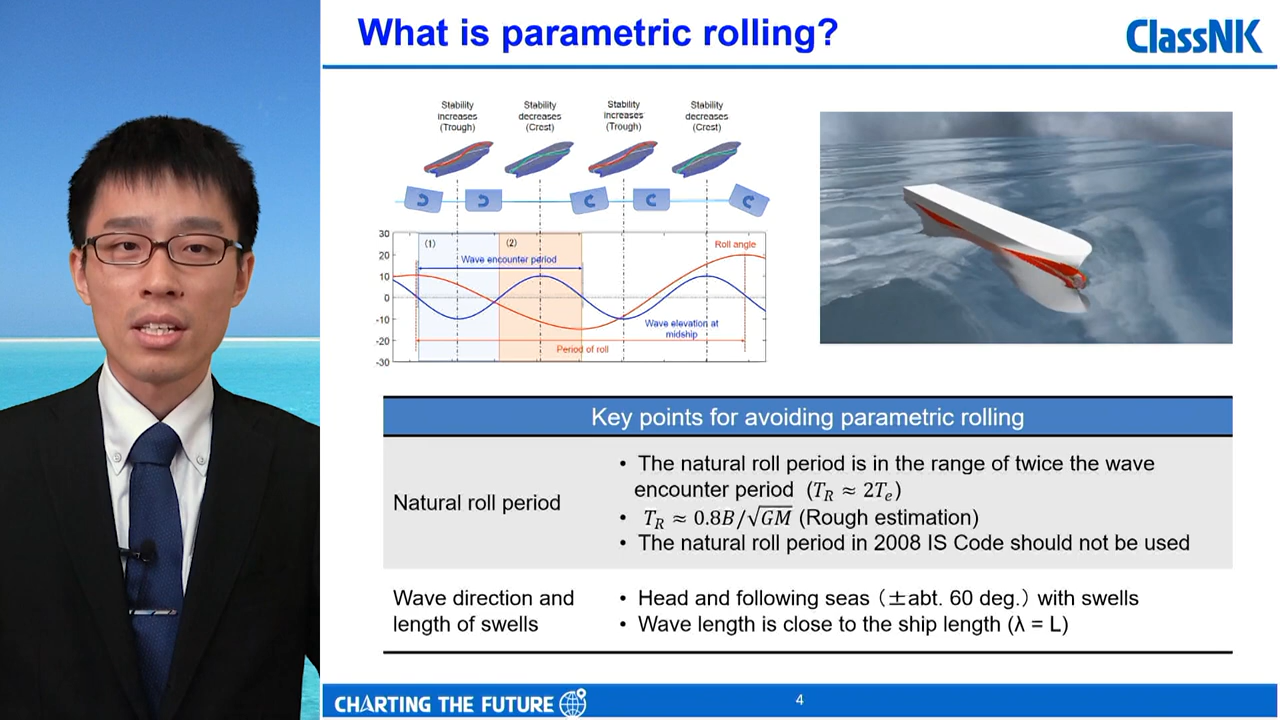 What is parametric rolling?
ClassNK
Stability
increases
(Trough)
Stability
decreases
(Crest)
Stability
increases
(Trough)
Stability
decreases
(Crest)
30
20
10
0
-10
-20
-30
(1)
(2)
Roll angle
Wave encounter period
Wave elevation at
midship
Period of roll
Key points for avoiding parametric rolling
Natural roll period
• The natural roll period is in the range of twice the wave
encounter period (T_R ≈ 2T_e)
• T_R ≈ 0.8B/√GM (Rough estimation)
• The natural roll period in 2008 IS Code should not be used
Wave direction and
length of swells
• Head and following seas （±abt. 60 deg.）with swells
• Wave length is close to the ship length (λ = L)
CHARTING THE FUTURE
4